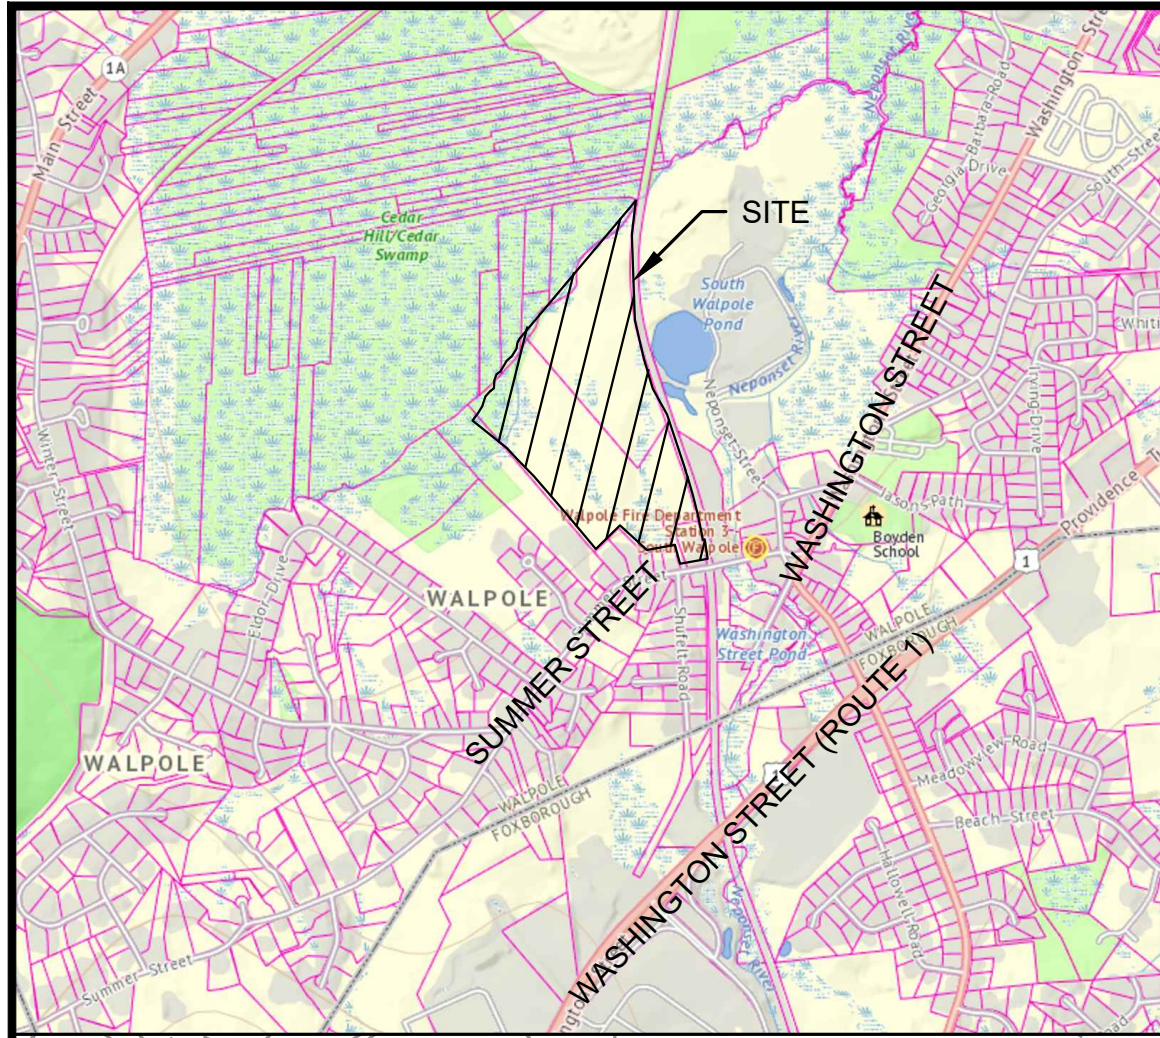 1A
Main Street
Neponset River
Georgia Barbara Road
Drive
Washington Street
South Street
Cedar
Hill/Cedar
Swamp
SITE
South
Walpole
Pond
Neponset River
Neponset Street
WASHINGTON STREET
Irving Drive
Winter Street
Jason's Path
Providence
Walpole Fire Department
Station 3
South Walpole
F
Boyden
School
1
Eldor Drive
WALPOLE
SUMMER STREET
Shufelt Road
Washington
Street Pond
WALPOLE
FOXBOROUGH
WASHINGTON STREET (ROUTE 1)
WALPOLE
WALPOLE
FOXBOROUGH
Meadowview Road
Beach Street
Hallowell Road
Neponset River
Summer Street